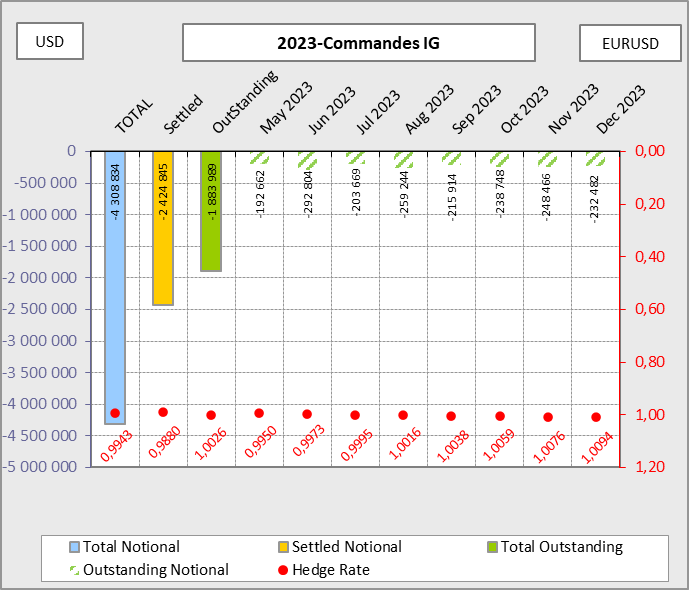 USD
2023-Commandes IG
EURUSD
TOTAL
Settled
OutStanding
May 2023
Jun 2023
Jul 2023
Aug 2023
Sep 2023
Oct 2023
Nov 2023
Dec 2023
0
-500 000
-1 000 000
-1 500 000
-2 000 000
-2 500 000
-3 000 000
-3 500 000
-4 000 000
-4 500 000
-5 000 000
-4 308 834
-2 424 845
-1 883 989
-192 662
-292 804
-203 669
-259 244
-215 914
-238 748
-248 466
-232 482
0,00
0,20
0,40
0,60
0,80
1,00
1,20
0,9943
0,9880
1,0026
0,9950
0,9973
0,9995
1,0016
1,0038
1,0059
1,0076
1,0094
Total Notional
Settled Notional
Total Outstanding
Outstanding Notional
Hedge Rate